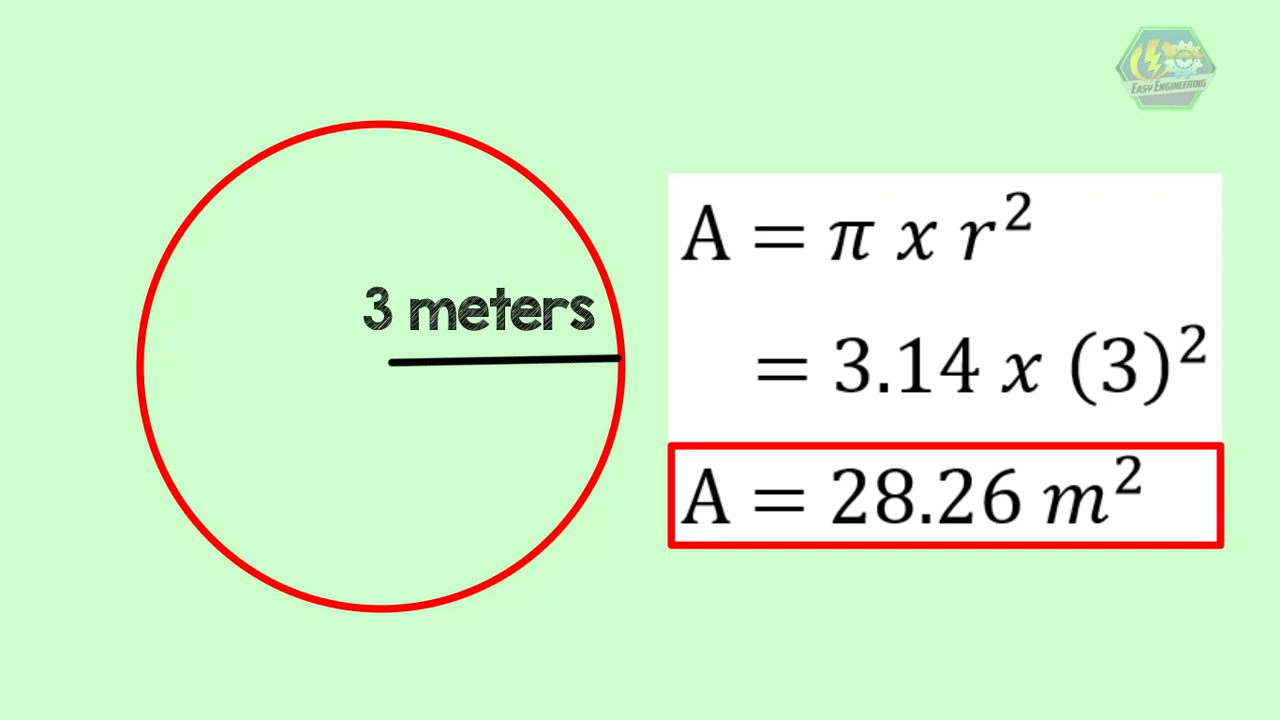 EASY ENGINEERING
3 meters
A = π x r²
= 3.14 x (3)²
A = 28.26 m²